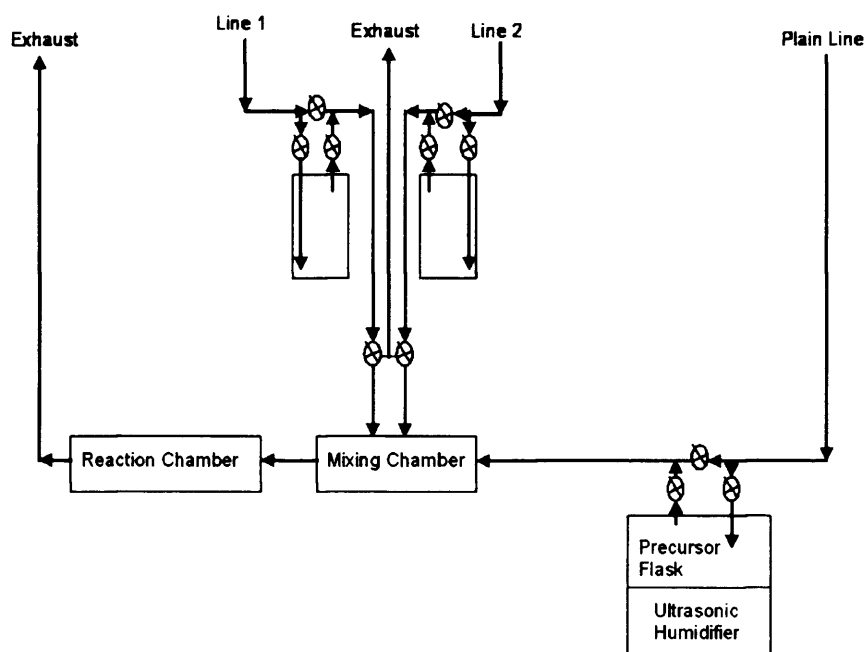 Line 1
Exhaust
Line 2
Exhaust
Plain Line
Reaction Chamber
Mixing Chamber
Precursor
Flask
Ultrasonic
Humidifier